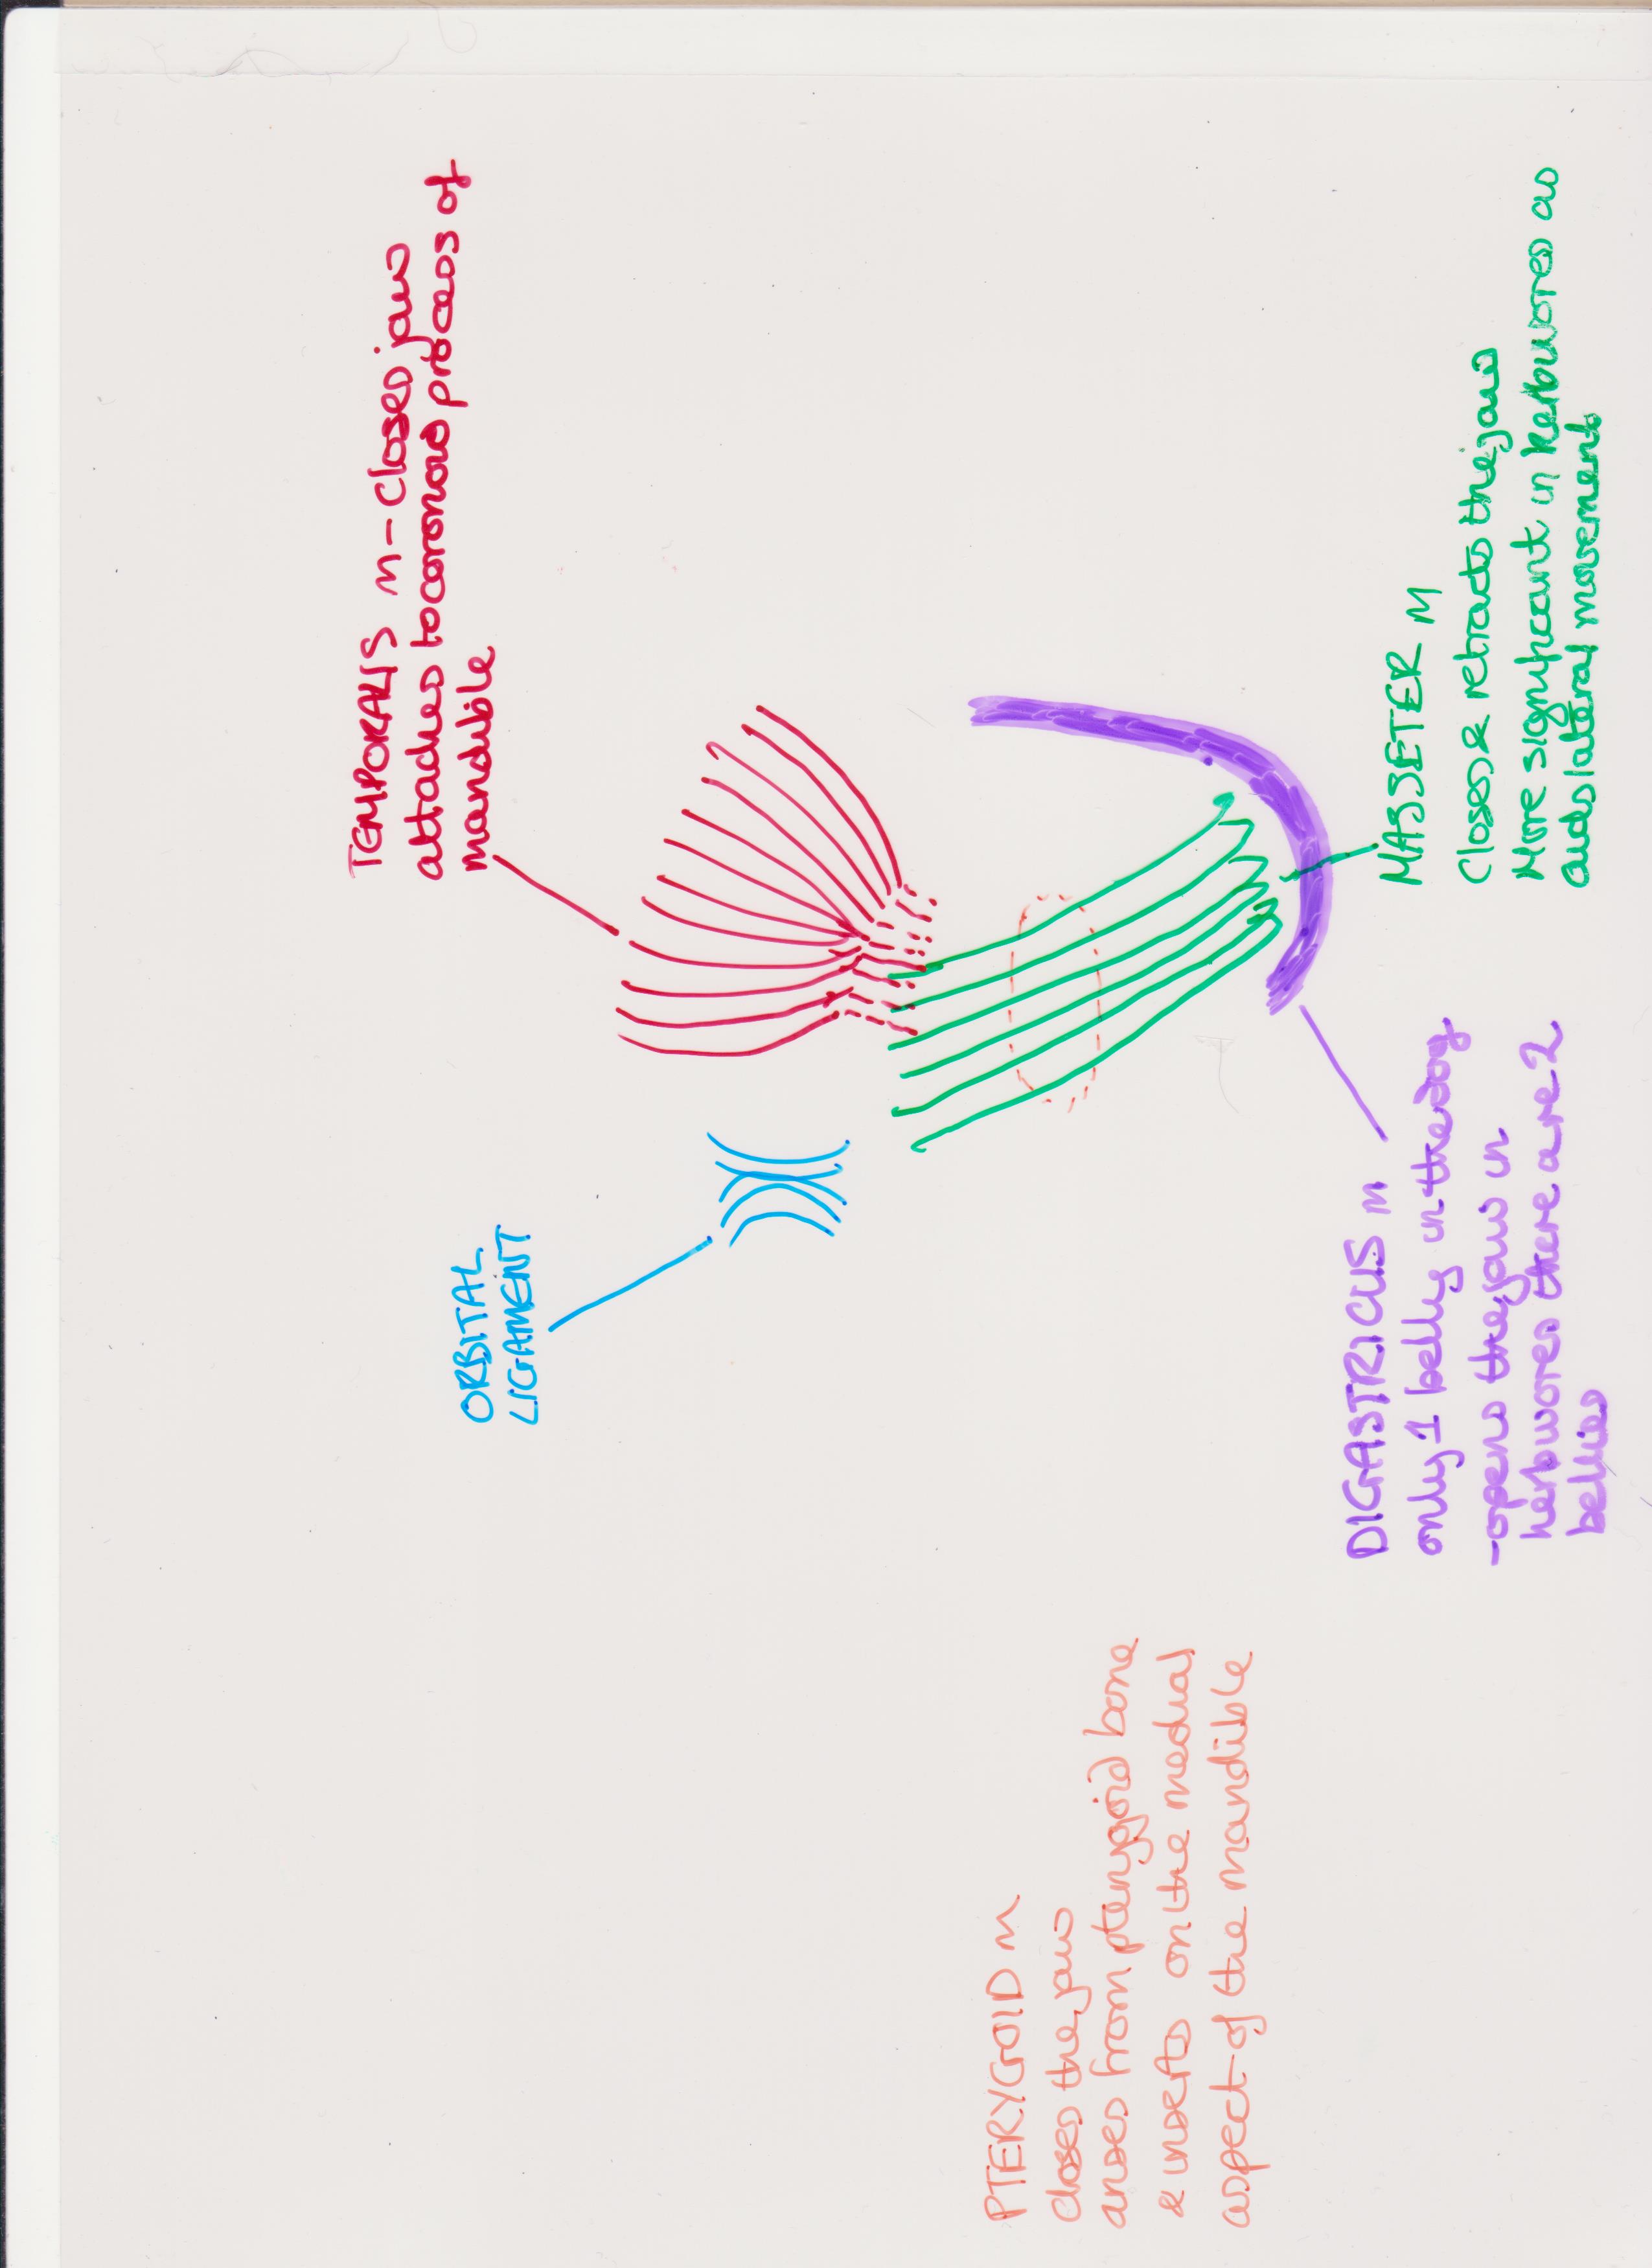 TEMPORALIS m - closes jaw
attaches to coronoid process of
mandible
ORBITAL
LIGAMENT
MASSETER M
Closes & retracts the jaw
More significant in herbivores as
aids lateral movements
DIGASTRICUS m
only 1 belly in the dog
- opens the jaw in
herbivores there are 2
bellies
PTERYGOID m
closes the jaw
arises from pterygoid bone
& inserts on the medial
aspect of the mandible